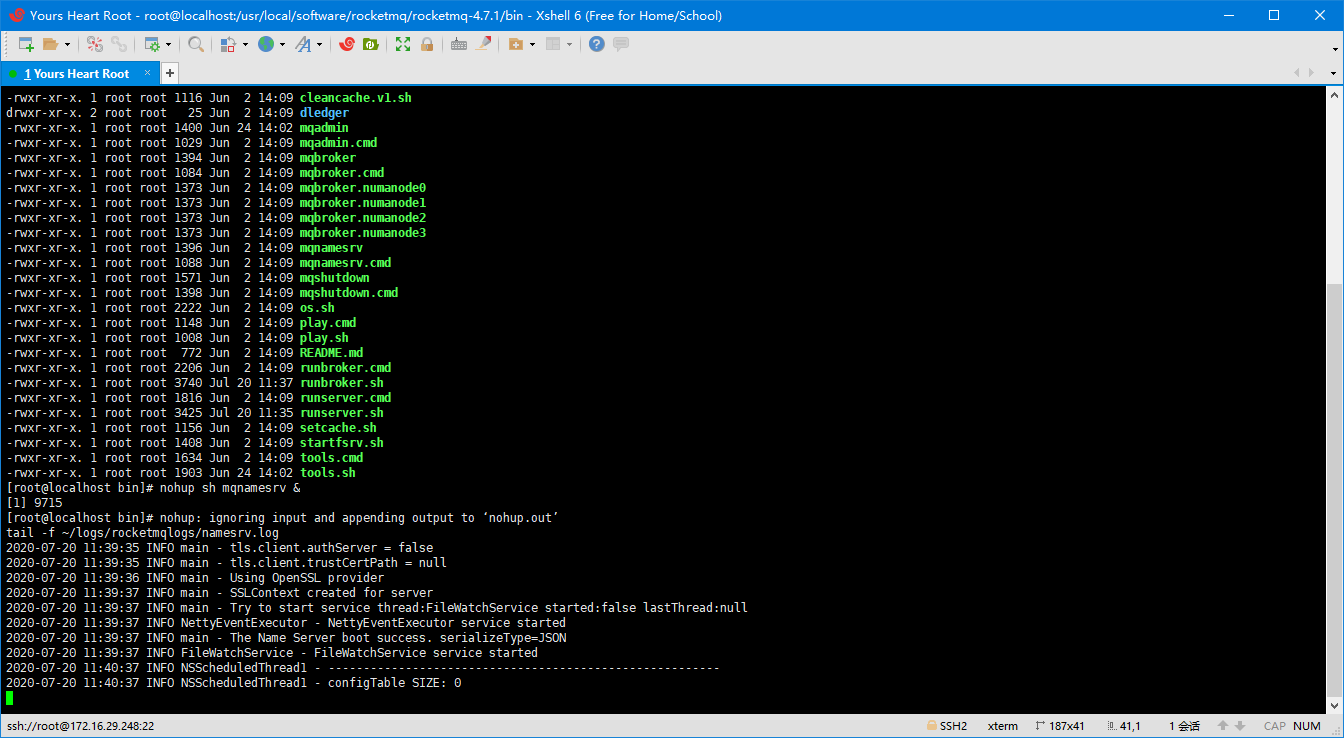 Yours Heart Root - root@localhost:/usr/local/software/rocketmq/rocketmq-4.7.1/bin - Xshell 6 (Free for Home/School)
1 Yours Heart Root × +
-rwxr-xr-x. 1 root root 1116 Jun  2 14:09 cleancache.v1.sh
drwxr-xr-x. 2 root root   25 Jun  2 14:09 dledger
-rwxr-xr-x. 1 root root 1400 Jun 24 14:02 mqadmin
-rwxr-xr-x. 1 root root 1029 Jun  2 14:09 mqadmin.cmd
-rwxr-xr-x. 1 root root 1394 Jun  2 14:09 mqbroker
-rwxr-xr-x. 1 root root 1084 Jun  2 14:09 mqbroker.cmd
-rwxr-xr-x. 1 root root 1373 Jun  2 14:09 mqbroker.numanode0
-rwxr-xr-x. 1 root root 1373 Jun  2 14:09 mqbroker.numanode1
-rwxr-xr-x. 1 root root 1373 Jun  2 14:09 mqbroker.numanode2
-rwxr-xr-x. 1 root root 1373 Jun  2 14:09 mqbroker.numanode3
-rwxr-xr-x. 1 root root 1396 Jun  2 14:09 mqnamesrv
-rwxr-xr-x. 1 root root 1088 Jun  2 14:09 mqnamesrv.cmd
-rwxr-xr-x. 1 root root 1571 Jun  2 14:09 mqshutdown
-rwxr-xr-x. 1 root root 1398 Jun  2 14:09 mqshutdown.cmd
-rwxr-xr-x. 1 root root 2222 Jun  2 14:09 os.sh
-rwxr-xr-x. 1 root root 1148 Jun  2 14:09 play.cmd
-rwxr-xr-x. 1 root root 1008 Jun  2 14:09 play.sh
-rwxr-xr-x. 1 root root  772 Jun  2 14:09 README.md
-rwxr-xr-x. 1 root root 2206 Jun  2 14:09 runbroker.cmd
-rwxr-xr-x. 1 root root 3740 Jul 20 11:37 runbroker.sh
-rwxr-xr-x. 1 root root 1816 Jun  2 14:09 runserver.cmd
-rwxr-xr-x. 1 root root 3425 Jul 20 11:35 runserver.sh
-rwxr-xr-x. 1 root root 1156 Jun  2 14:09 setcache.sh
-rwxr-xr-x. 1 root root 1408 Jun  2 14:09 startfsrv.sh
-rwxr-xr-x. 1 root root 1634 Jun  2 14:09 tools.cmd
-rwxr-xr-x. 1 root root 1903 Jun 24 14:02 tools.sh
[root@localhost bin]# nohup sh mqnamesrv &
[1] 9715
[root@localhost bin]# nohup: ignoring input and appending output to ‘nohup.out’
tail -f ~/logs/rocketmqlogs/namesrv.log
2020-07-20 11:39:35 INFO main - tls.client.authServer = false
2020-07-20 11:39:35 INFO main - tls.client.trustCertPath = null
2020-07-20 11:39:36 INFO main - Using OpenSSL provider
2020-07-20 11:39:37 INFO main - SSLContext created for server
2020-07-20 11:39:37 INFO main - Try to start service thread:FileWatchService started:false lastThread:null
2020-07-20 11:39:37 INFO NettyEventExecutor - NettyEventExecutor service started
2020-07-20 11:39:37 INFO main - The Name Server boot success. serializeType=JSON
2020-07-20 11:39:37 INFO FileWatchService - FileWatchService service started
2020-07-20 11:40:37 INFO NSScheduledThread1 - --------------------------------------------------------
2020-07-20 11:40:37 INFO NSScheduledThread1 - configTable SIZE: 0
ssh://root@172.16.29.248:22 SSH2 xterm 187x41 41,1 1 会话 CAP NUM